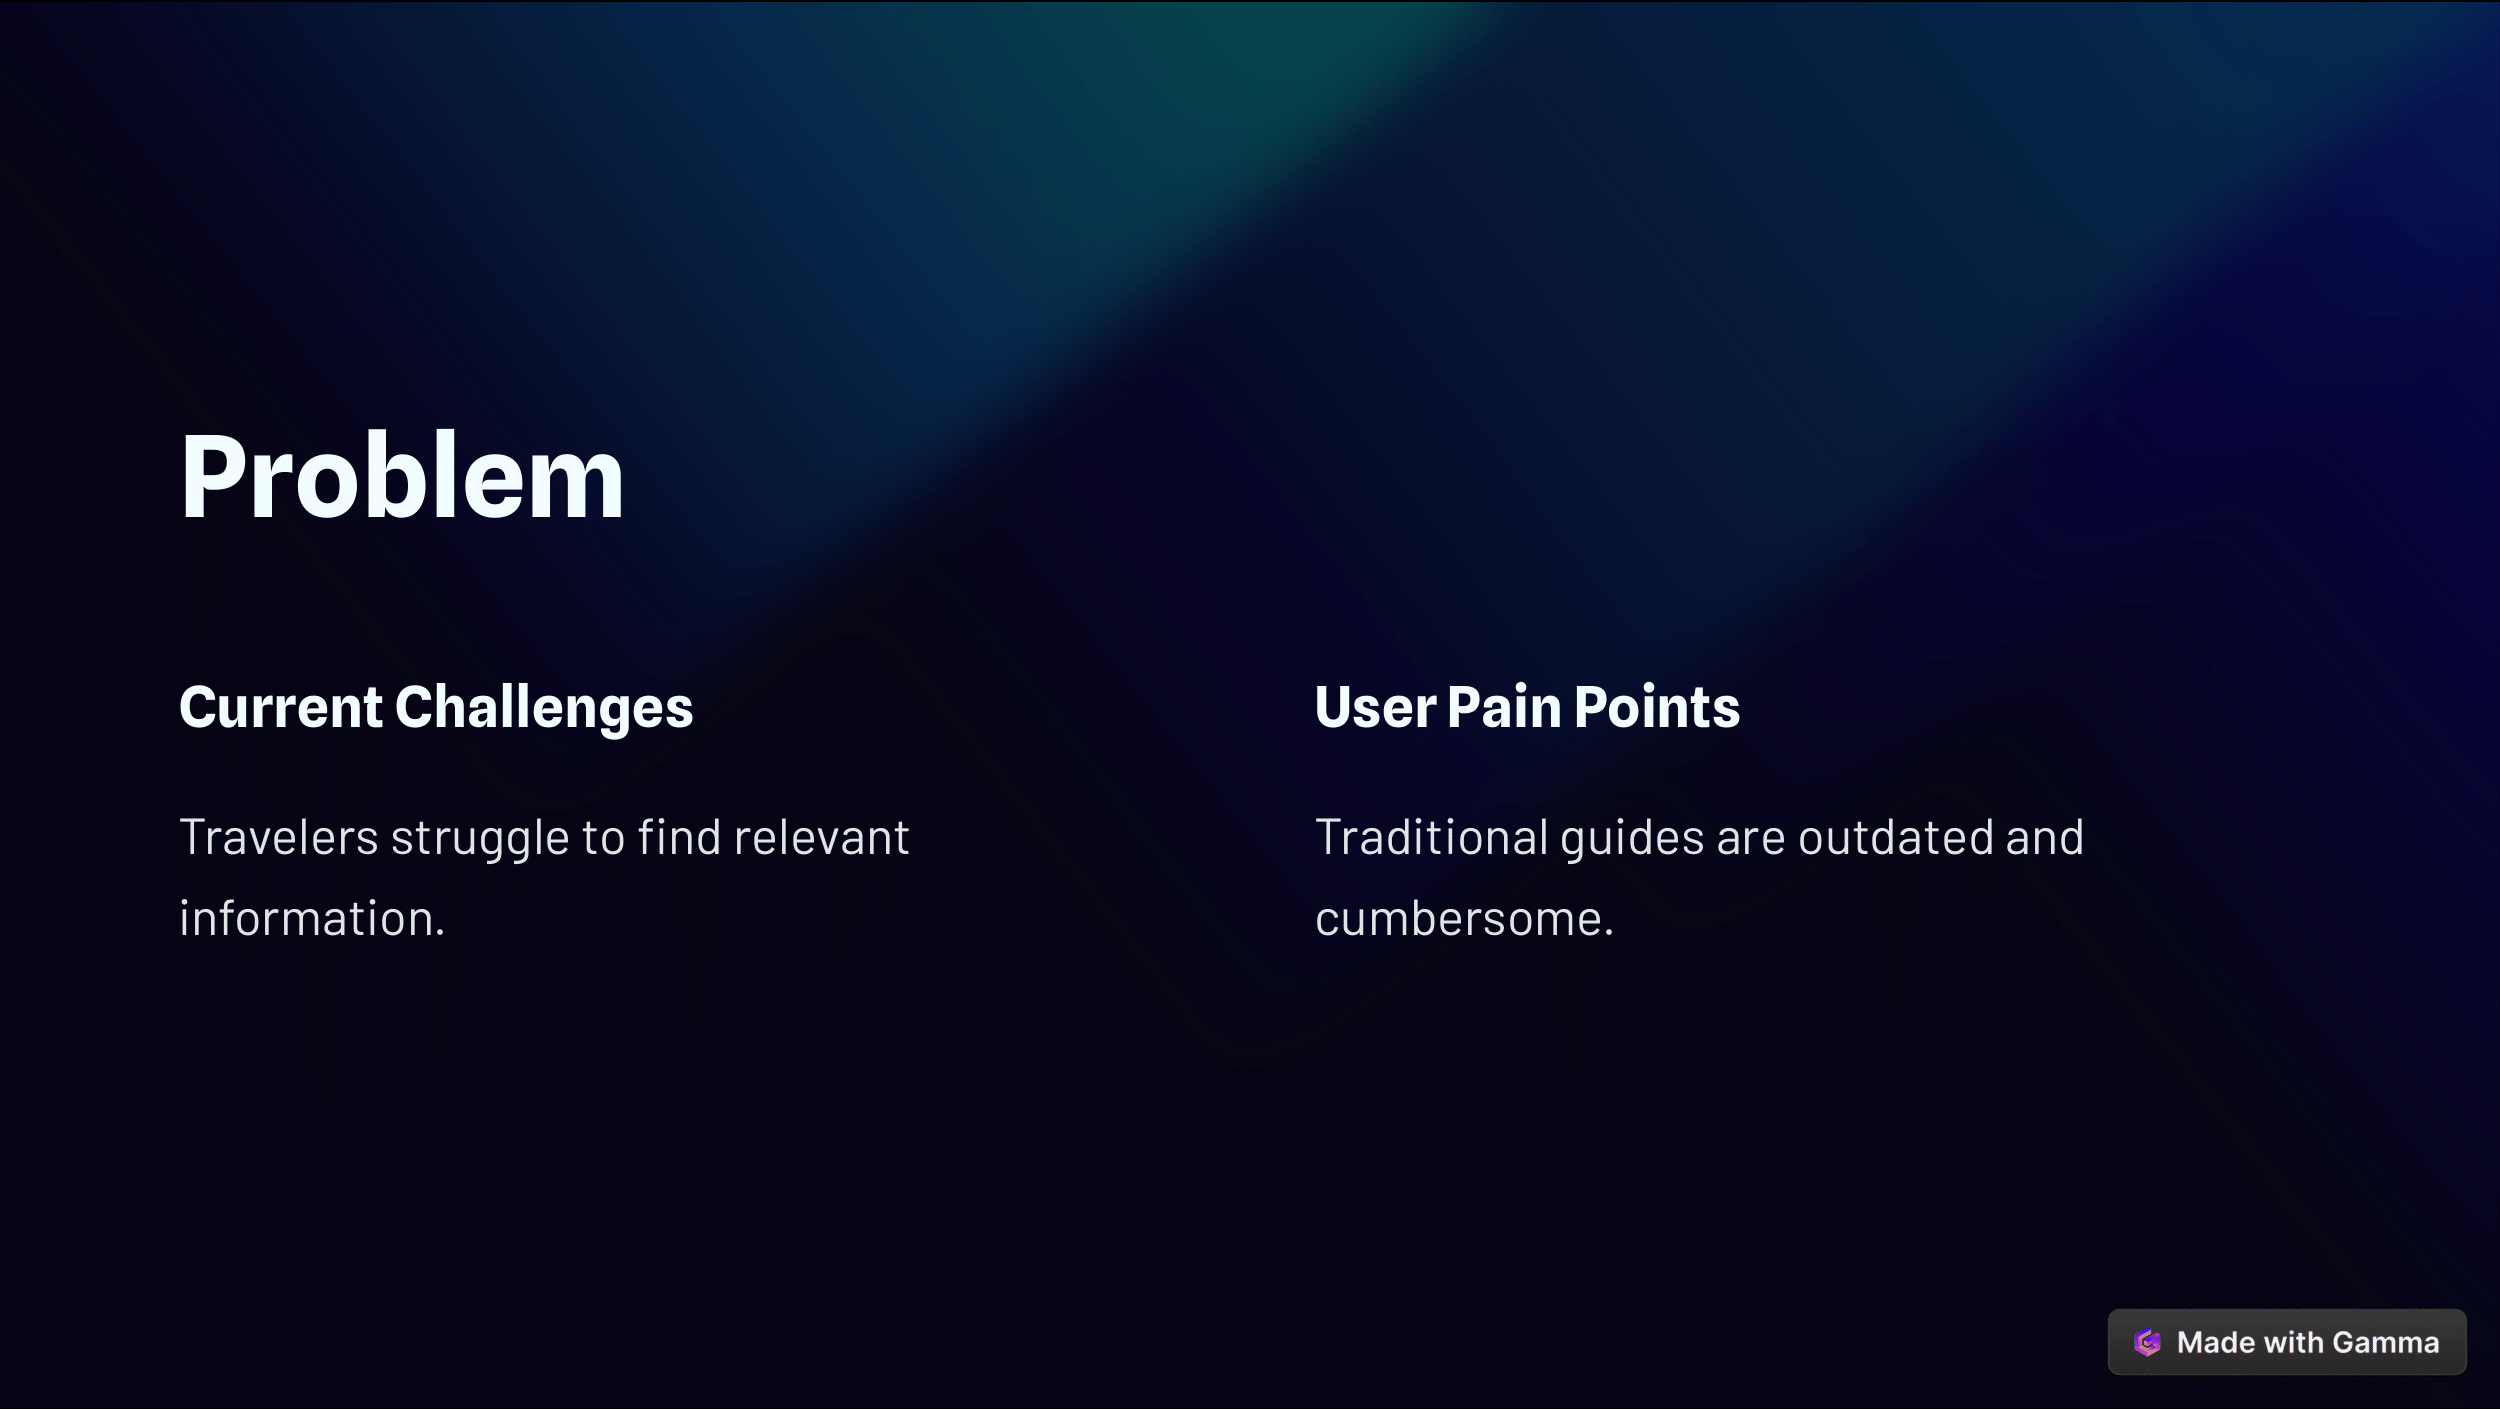 Problem
Current Challenges
Travelers struggle to find relevant
information.
User Pain Points
Traditional guides are outdated and
cumbersome.
Made with Gamma